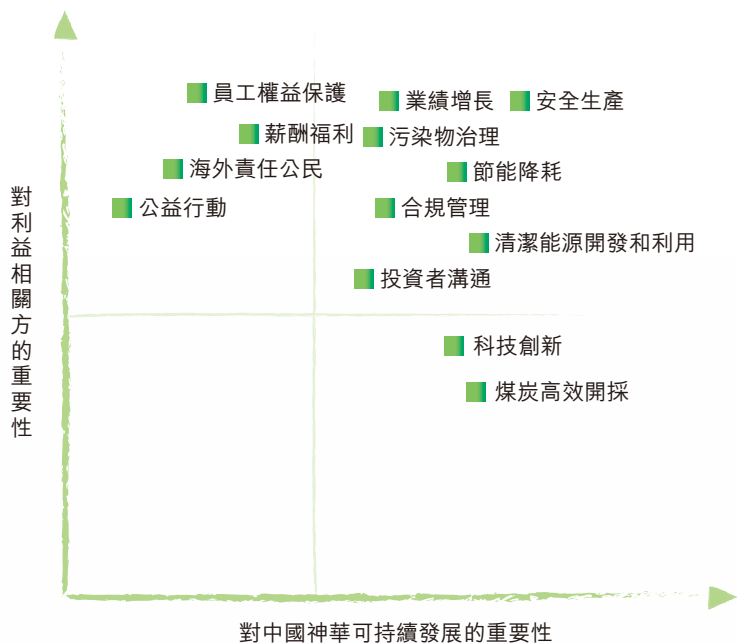 員工權益保護
業績增長
安全生產
薪酬福利
污染物治理
海外責任公民
節能降耗
公益行動
合規管理
清潔能源開發和利用
投資者溝通
科技創新
煤炭高效開採
對利益相關方的重要性
對中國神華可持續發展的重要性